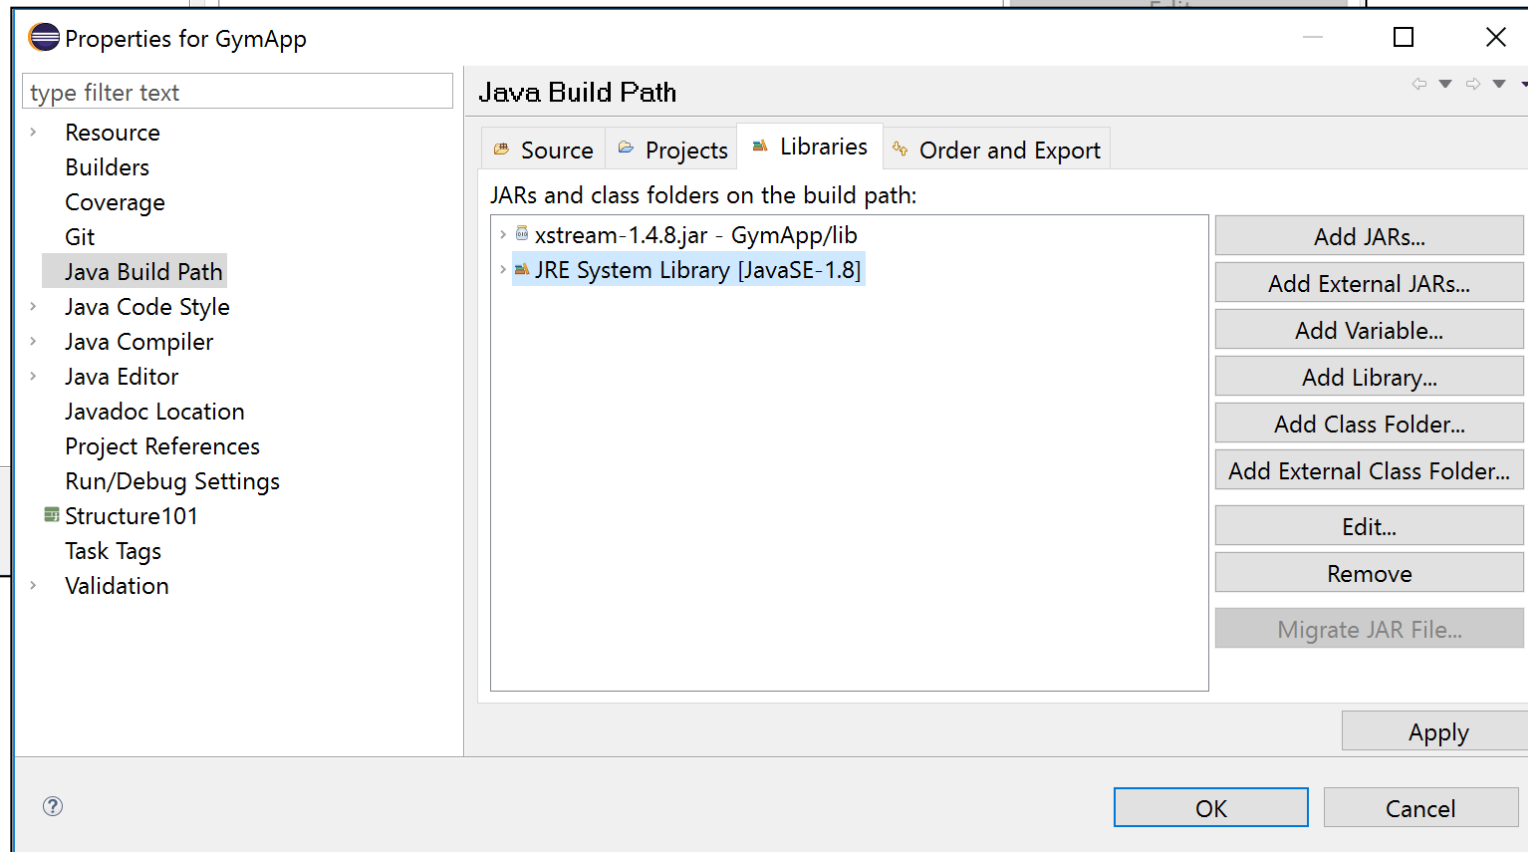 Properties for GymApp
type filter text
Resource
Builders
Coverage
Git
Java Build Path
Java Code Style
Java Compiler
Java Editor
Javadoc Location
Project References
Run/Debug Settings
Structure101
Task Tags
Validation
Java Build Path
Source Projects Libraries Order and Export
JARs and class folders on the build path:
xstream-1.4.8.jar - GymApp/lib
JRE System Library [JavaSE-1.8]
Add JARs...
Add External JARs...
Add Variable...
Add Library...
Add Class Folder...
Add External Class Folder...
Edit...
Remove
Migrate JAR File...
Apply
OK Cancel